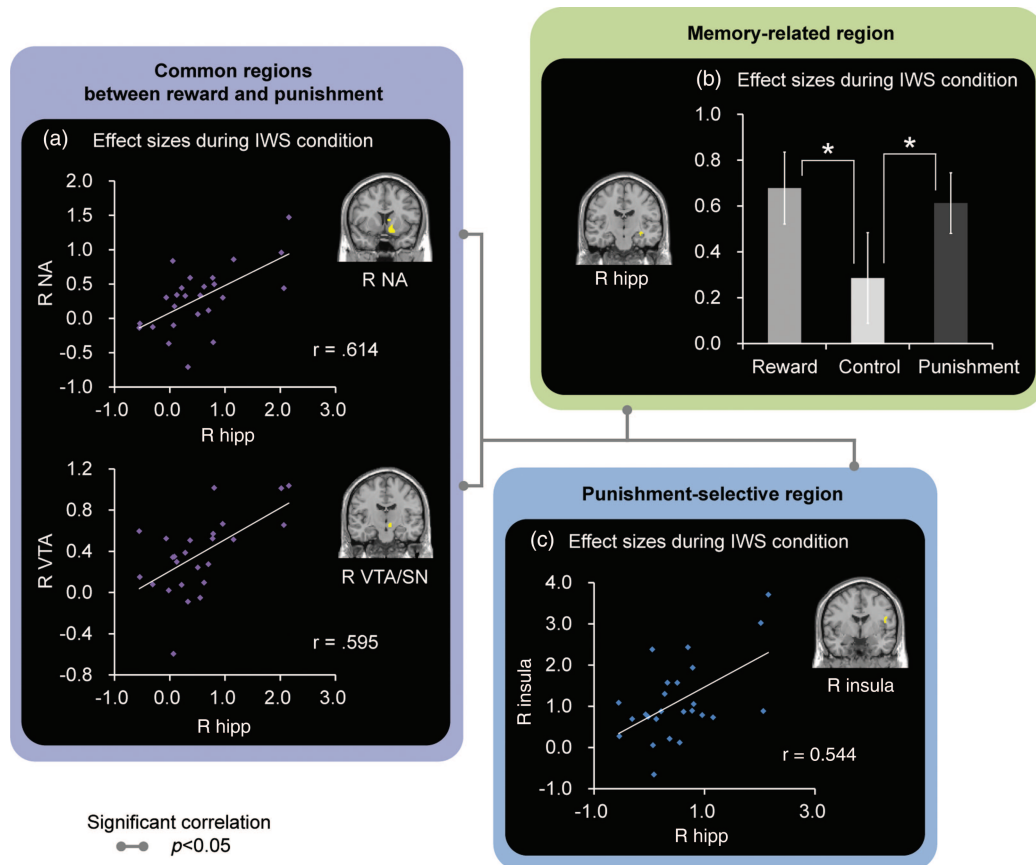 Common regions
between reward and punishment
(a) Effect sizes during IWS condition
2.0
1.5
1.0
0.5
0.0
-0.5
-1.0
R NA
-1.0 0.0 1.0 2.0 3.0
R hipp
R NA
r = .614
1.2
0.8
0.4
0.0
-0.4
-0.8
R VTA
-1.0 0.0 1.0 2.0 3.0
R hipp
R VTA/SN
r = .595
Memory-related region
(b) Effect sizes during IWS condition
1.0
0.8
0.6
0.4
0.2
0.0
* *
R hipp
Reward Control Punishment
Punishment-selective region
(c) Effect sizes during IWS condition
4.0
3.0
2.0
1.0
0.0
-1.0
R insula
-1.0 1.0 3.0
R hipp
R insula
r = 0.544
Significant correlation
p<0.05